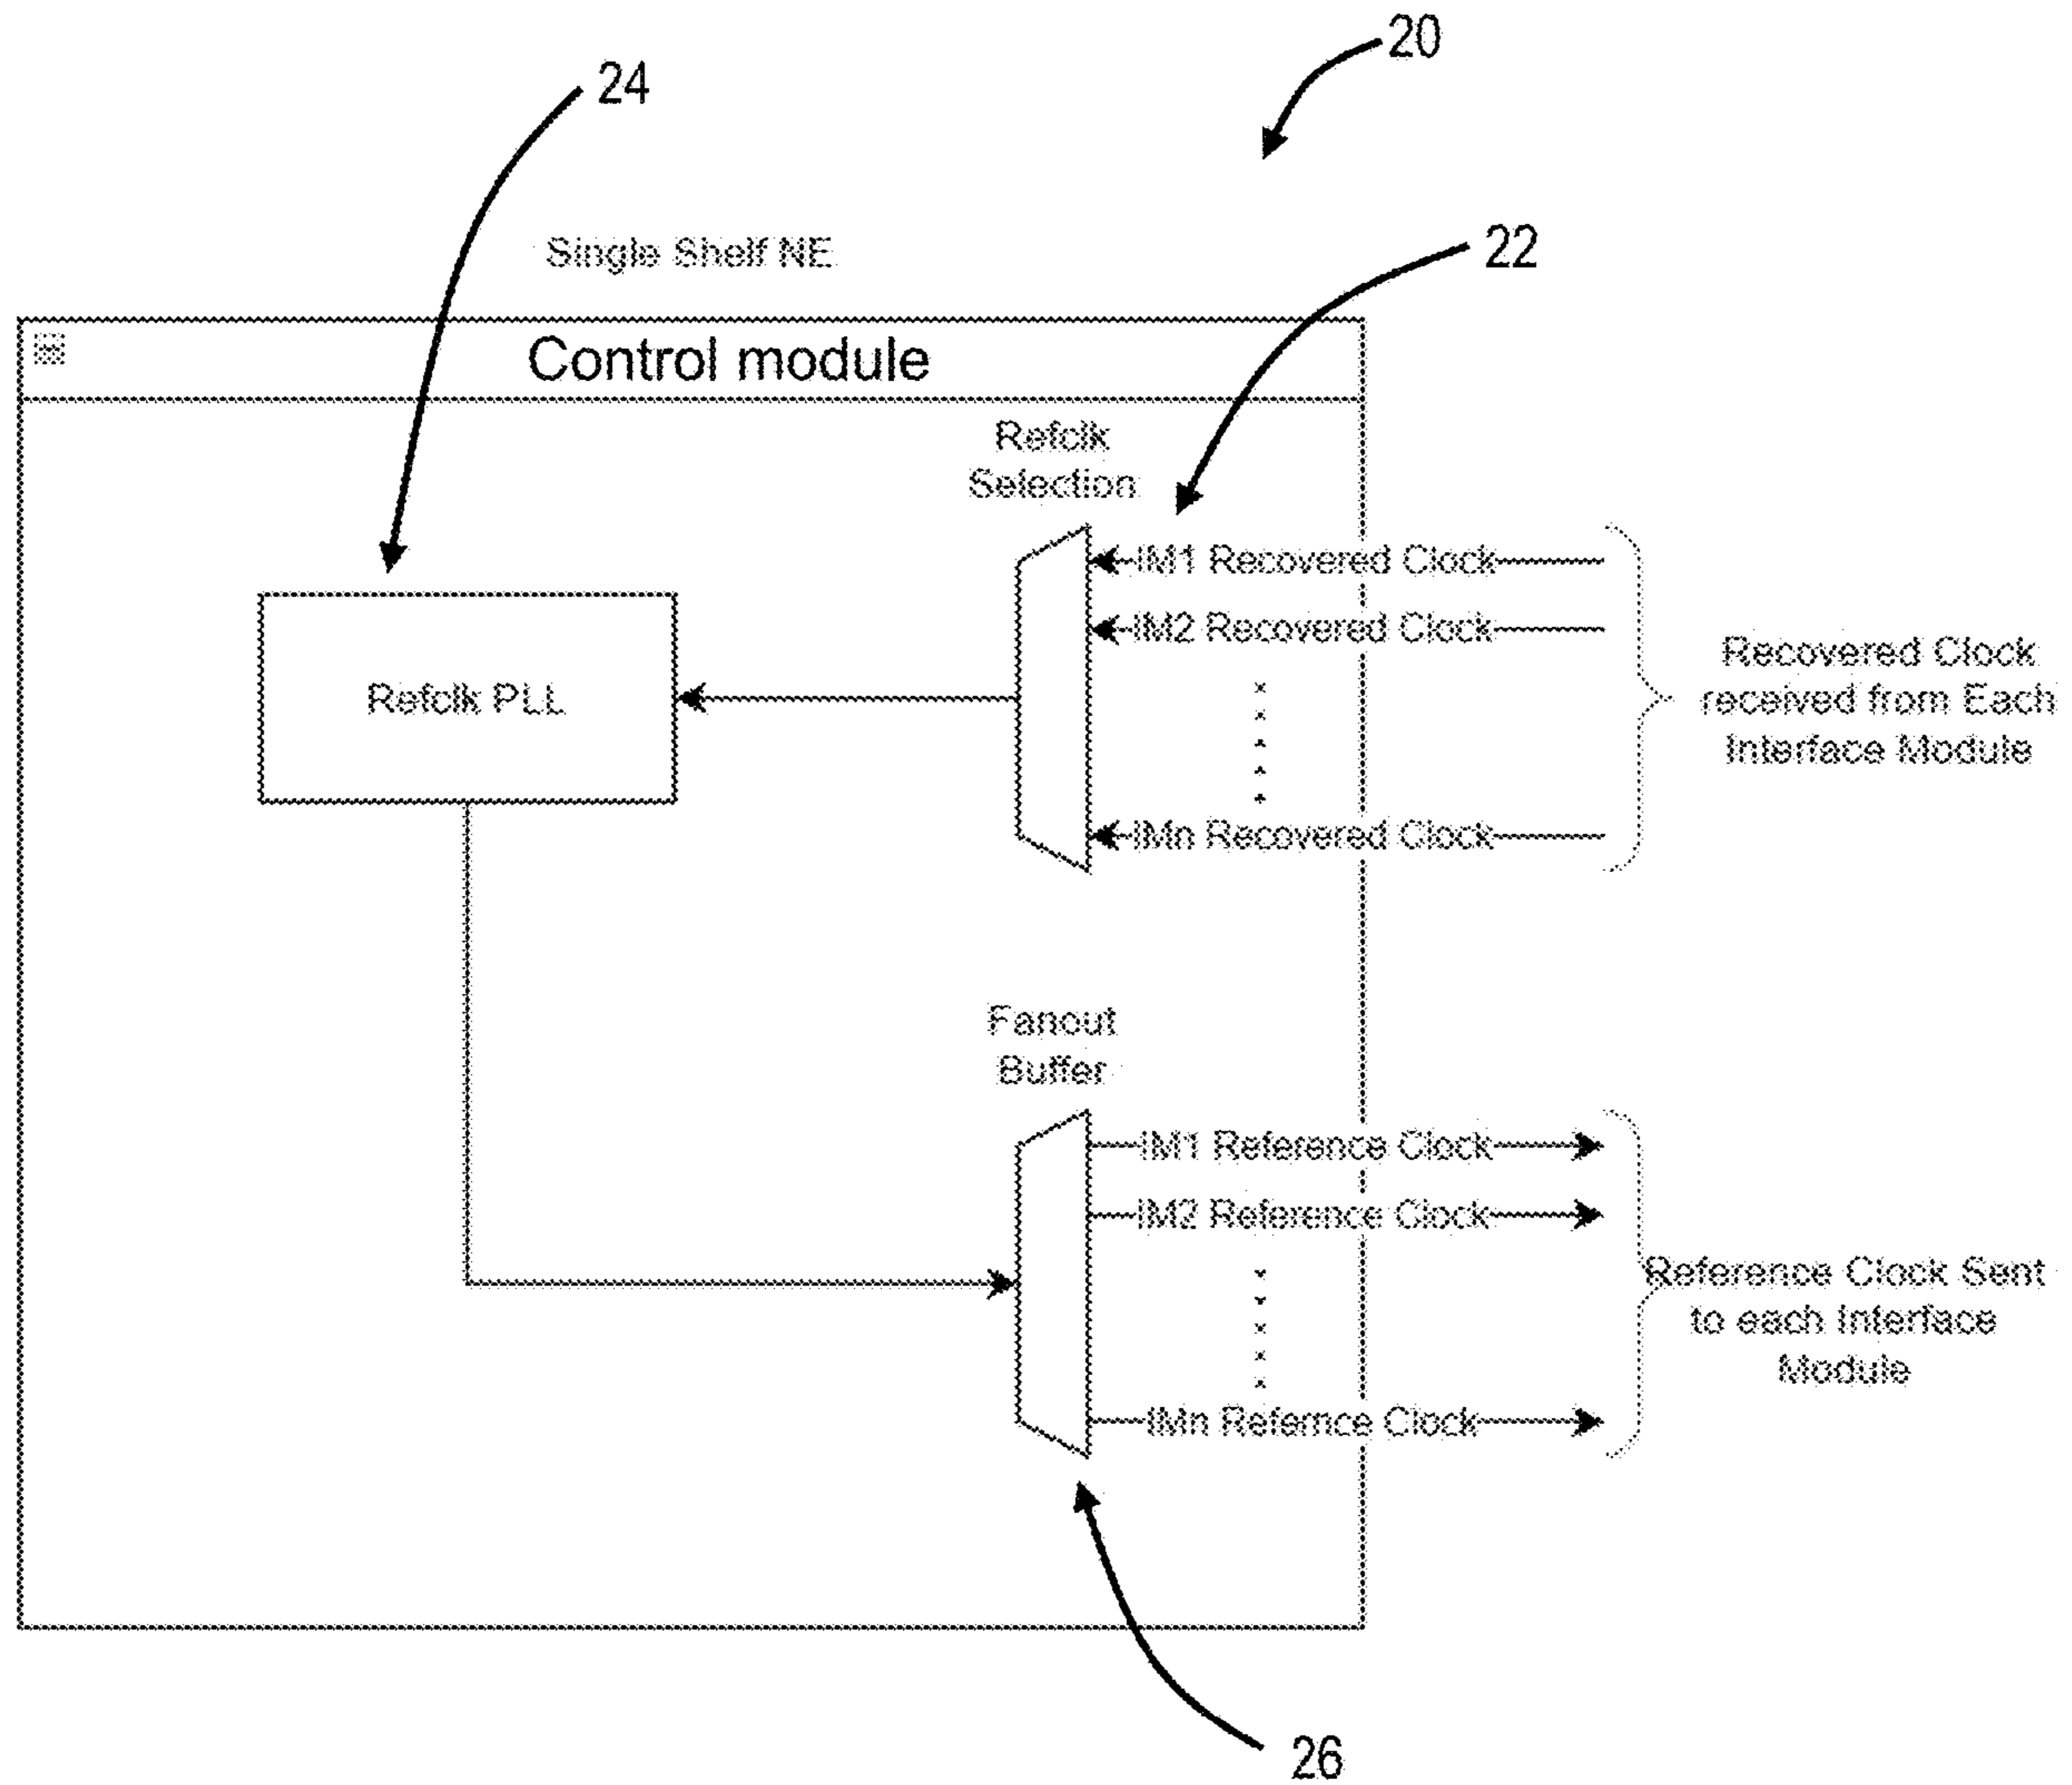 20
24
22
Single Shelf NE
Control module
Refclk
Selection
IM1 Recovered Clock
IM2 Recovered Clock
Recovered Clock
received from Each
Interface Module
Refclk PLL
IMn Recovered Clock
Fanout
Buffer
IM1 Reference Clock
IM2 Reference Clock
Reference Clock Sent
to each Interface
Module
IMn Refernce Clock
26